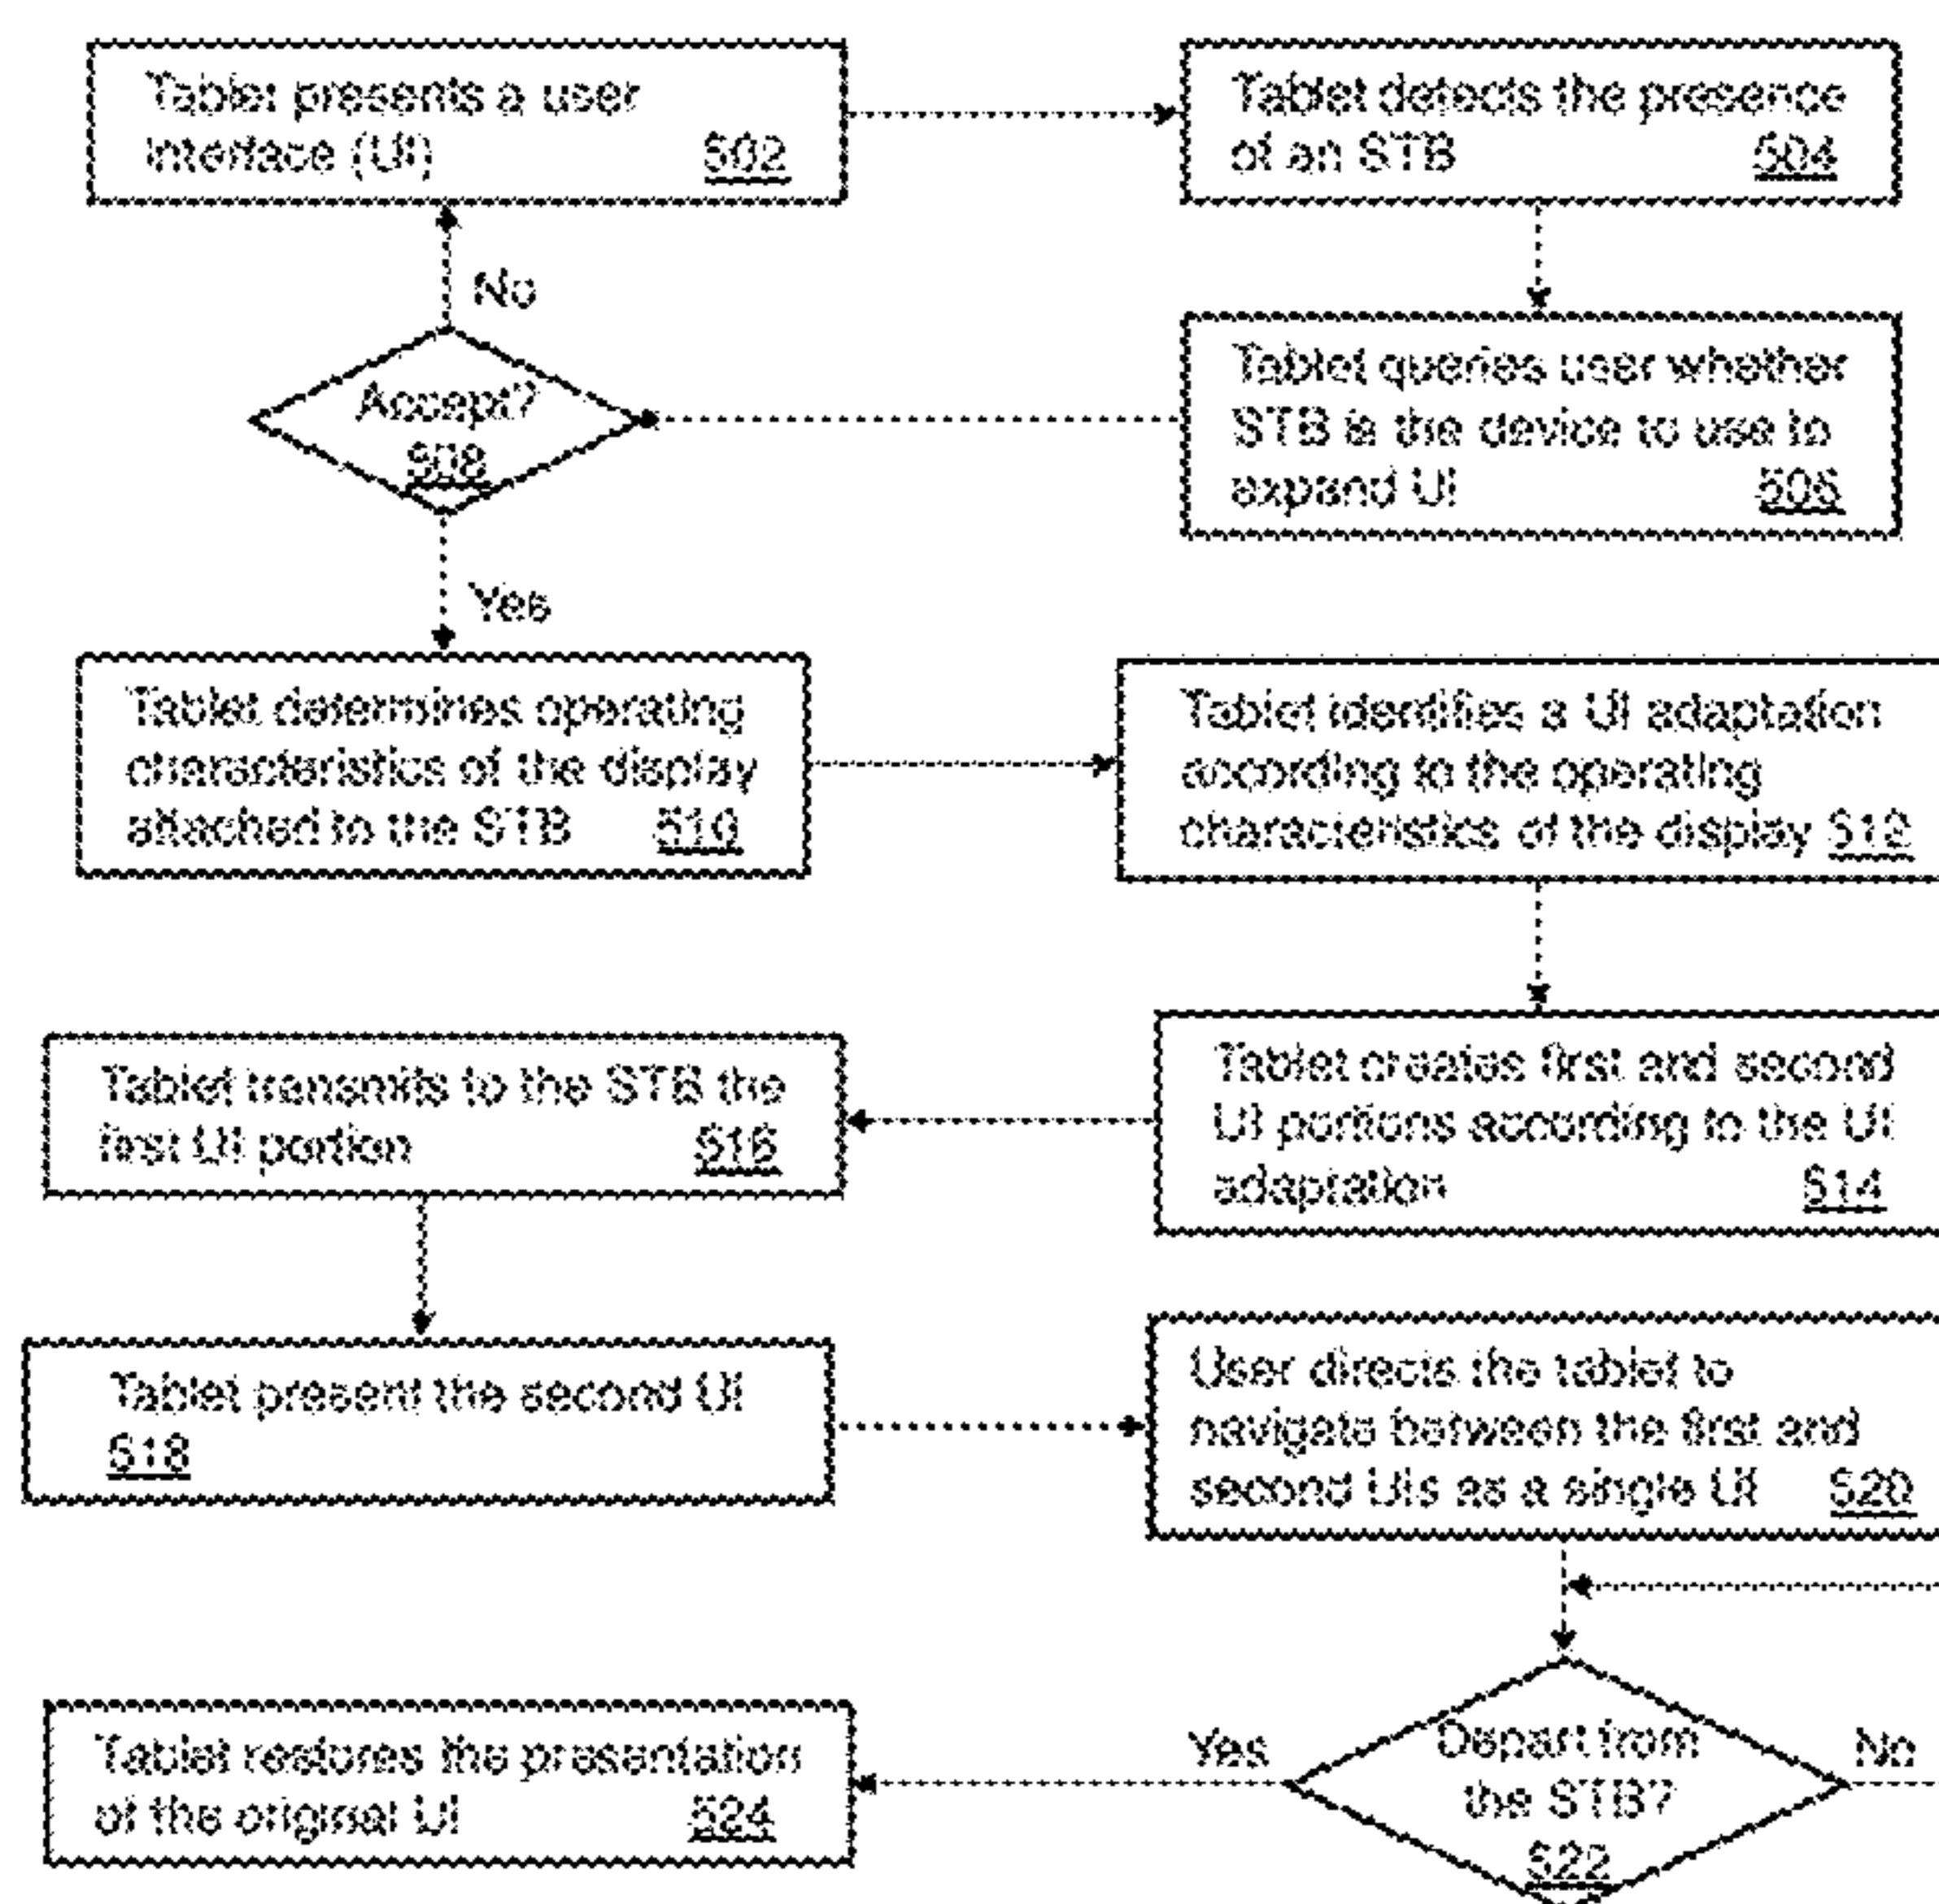 Tablet presents a user
interface (UI) 502
Tablet detects the presence
of an STB 504
No
Accept?
508
Tablet queries user whether
STB is the device to use to
expand UI 506
Yes
Tablet determines operating
characteristics of the display
attached to the STB 510
Tablet identifies a UI adaptation
according to the operating
characteristics of the display 512
Tablet creates first and second
UI portions according to the UI
adaptation 514
Tablet transmits to the STB the
first UI portion 516
Tablet present the second UI
518
User directs the tablet to
navigate between the first and
second UIs as a single UI 520
Depart from
the STB?
522
Yes
No
Tablet restores the presentation
of the original UI 524